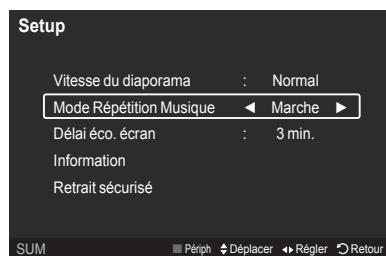 Setup
Vitesse du diaporama : Normal
Mode Répétition Musique ◄ Marche ►
Délai éco. écran : 3 min.
Information
Retrait sécurisé
SUM Périph Déplacer Régler Retour